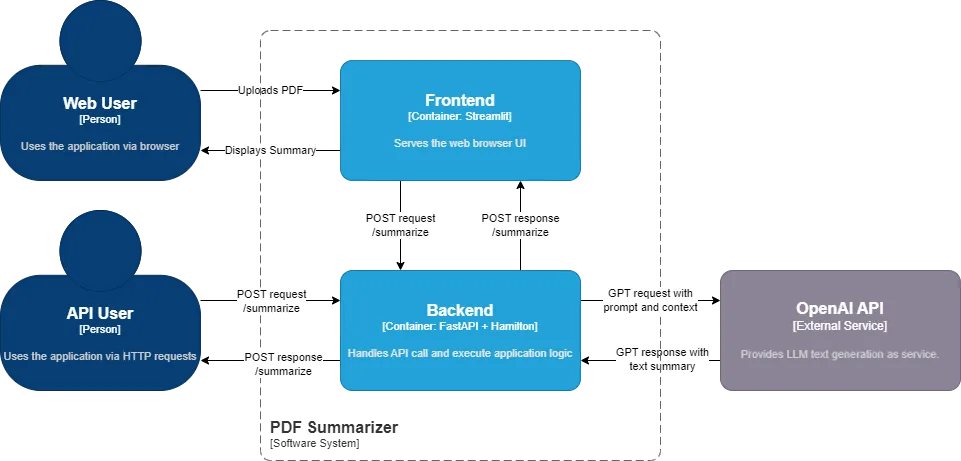 Web User
[Person]
Uses the application via browser
Uploads PDF
Displays Summary
Frontend
[Container: Streamlit]
Serves the web browser UI
POST request
/summarize
POST response
/summarize
API User
[Person]
Uses the application via HTTP requests
POST request
/summarize
POST response
/summarize
Backend
[Container: FastAPI + Hamilton]
Handles API call and execute application logic
GPT request with
prompt and context
GPT response with
text summary
OpenAI API
[External Service]
Provides LLM text generation as service.
PDF Summarizer
[Software System]